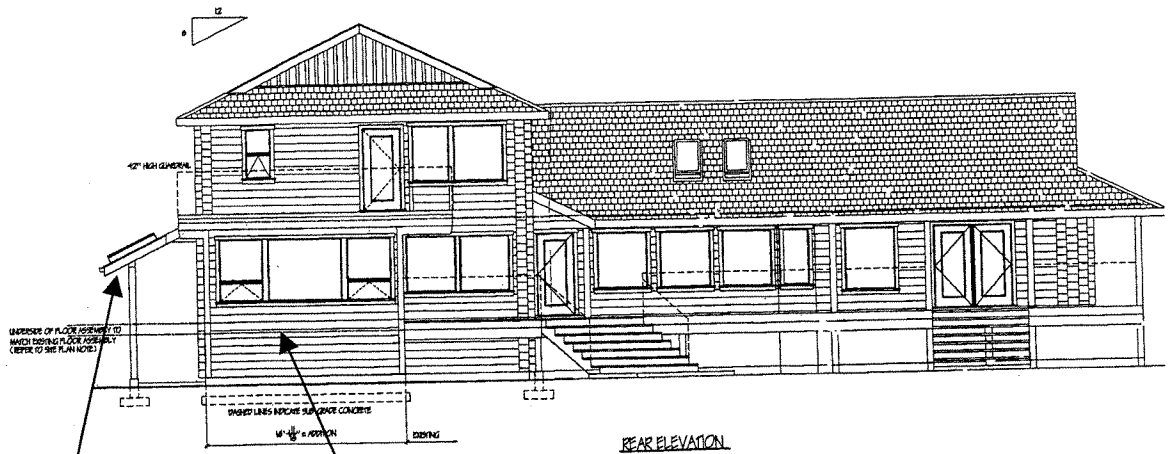 12
42" HIGH GUARDRAIL
UNDERSIDE OF FLOOR ASSEMBLY TO
MATCH EXISTING FLOOR ASSEMBLY
(REFER TO SITE PLAN NOTE)
DASHED LINES INDICATE SUB GRADE CONCRETE
= ADDITION
EXISTING
REAR ELEVATION